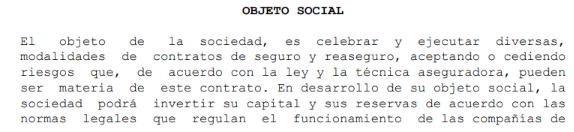 OBJETO SOCIAL
El objeto de la sociedad, es celebrar y ejecutar diversas,
modalidades de contratos de seguro y reaseguro, aceptando o cediendo
riesgos que, de acuerdo con la ley y la técnica aseguradora, pueden
ser materia de este contrato. En desarrollo de su objeto social, la
sociedad podrá invertir su capital y sus reservas de acuerdo con las
normas legales que regulan el funcionamiento de las compañías de